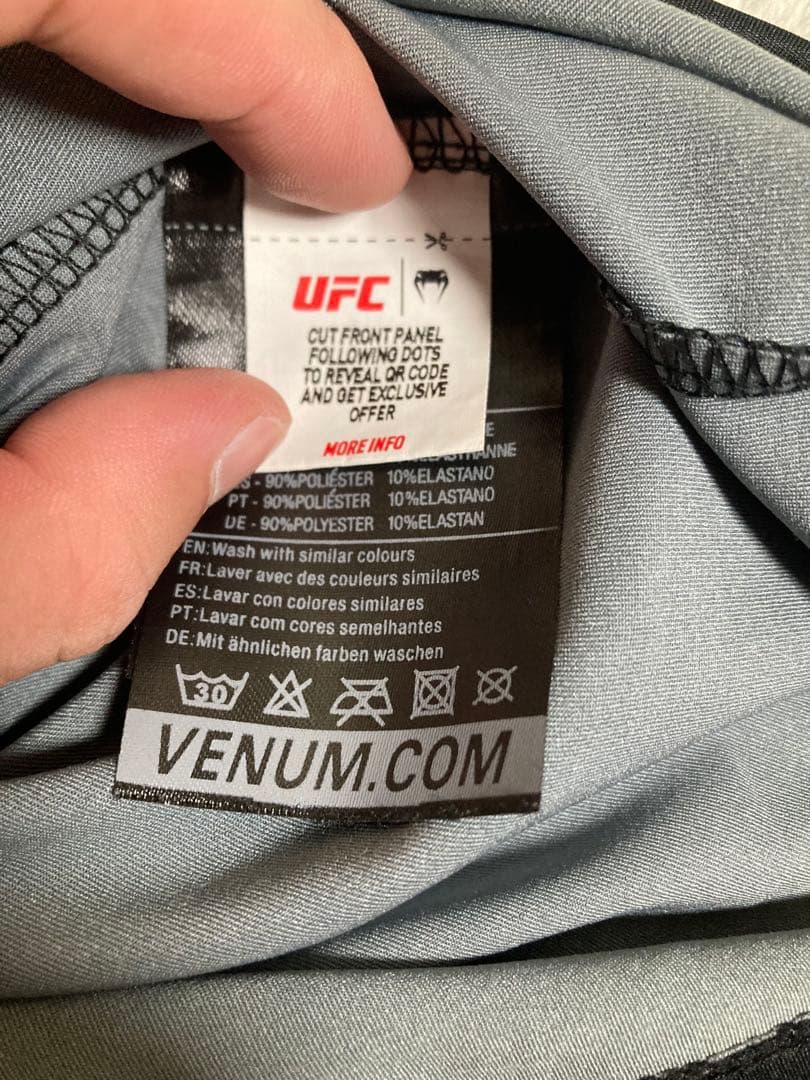 UFC
CUT FRONT PANEL
FOLLOWING DOTS
TO REVEAL QR CODE
AND GET EXCLUSIVE
OFFER
MORE INFO
90%POLIÉSTER 10%ELASTANO
PT - 90%POLIÉSTER 10%ELASTANO
DE - 90%POLYESTER 10%ELASTAN
EN:Wash with similar colours
FR:Laver avec des couleurs similaires
ES:Lavar con colores similares
PT:Lavar com cores semelhantes
DE:Mit ähnlichen farben waschen
30
VENUM.COM